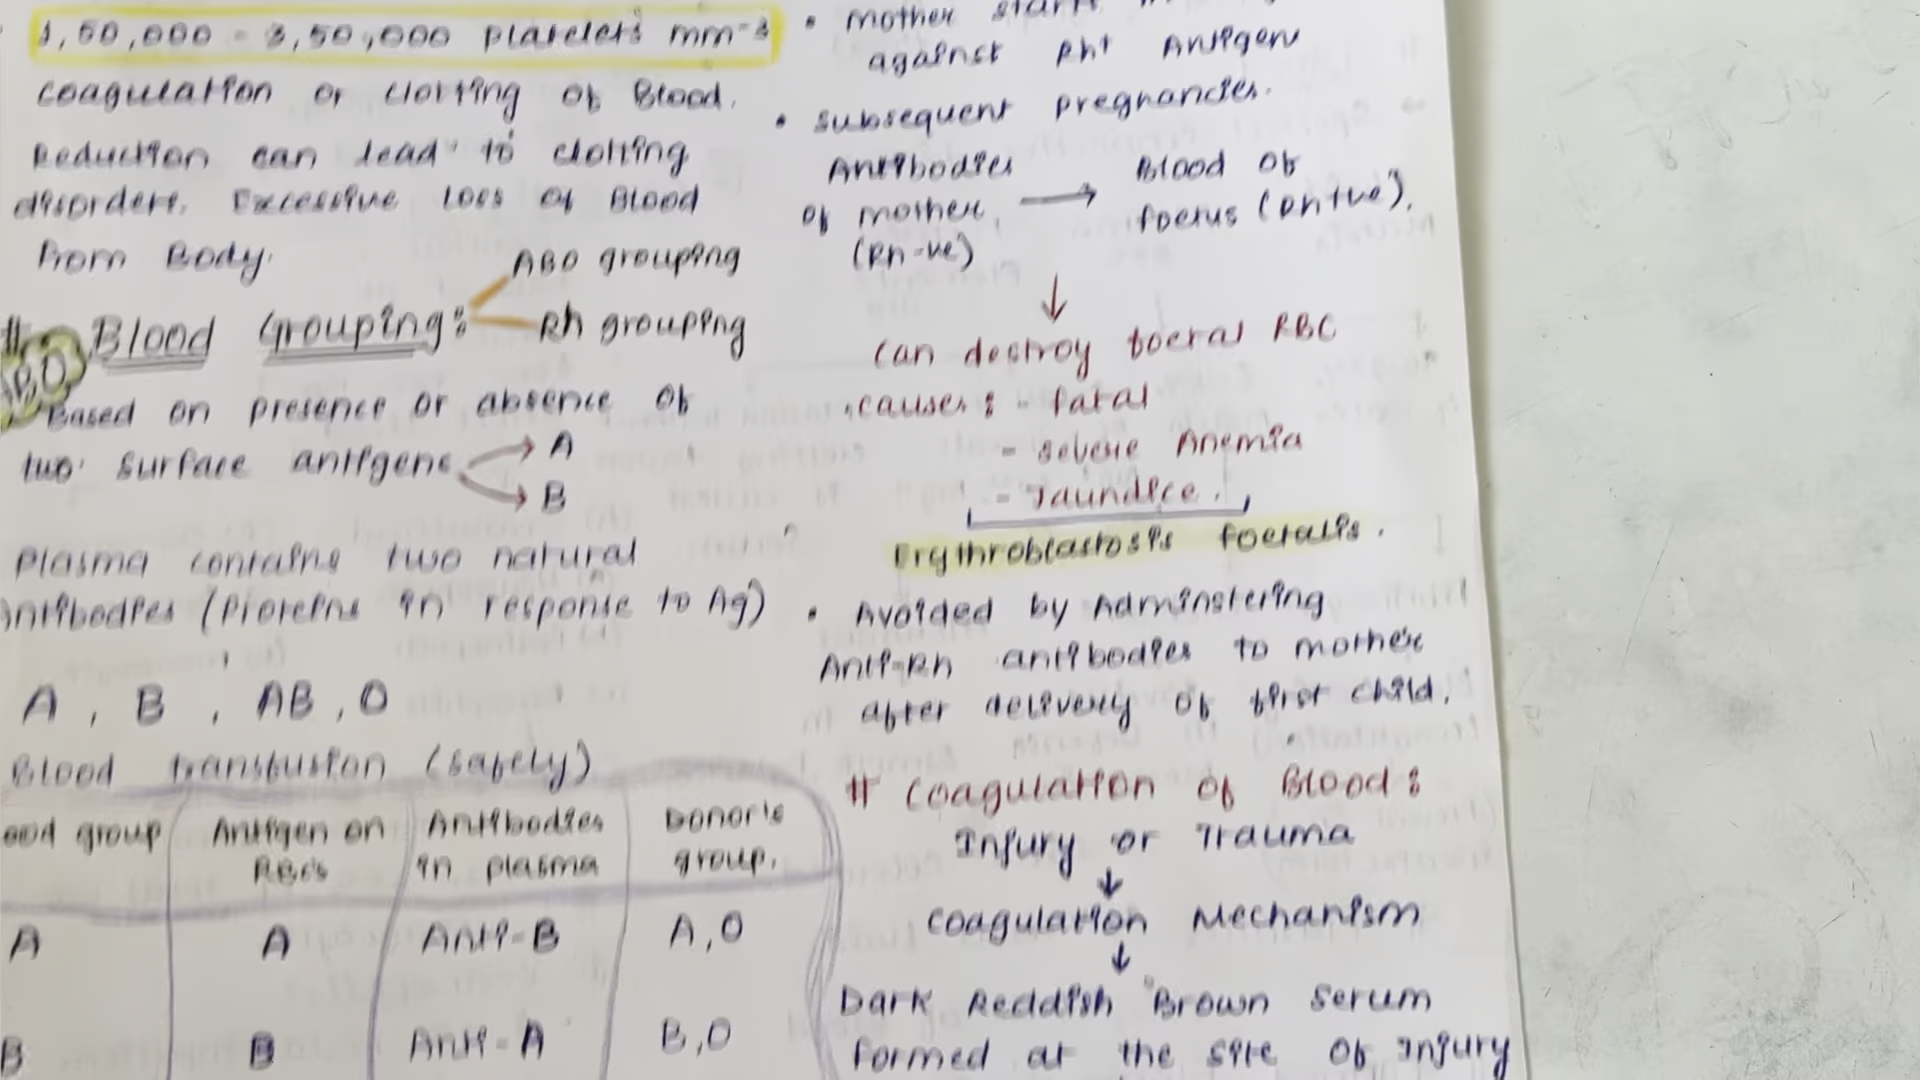 1,50,000 - 3,50,000 platelets mm-3
coagulation or clotting of Blood.
Reduction can lead to clotting
disorders. Excessive loss of Blood
from Body.
# Blood Grouping:
ABO grouping
Rh grouping
ABO
Based on presence or absence of
two surface antigens
A
B
Plasma contains two natural
Antibodies (Proteins in response to Ag)
A, B, AB, O
Blood transfusion (safely)
ood group Antigen on RBCs Antibodies in plasma Donor's group.
A A Anti-B A,O
B B Anti-A B,O
• Mother
against Rh+ Antigen
• subsequent pregnancies.
Antibodies of mother. (Rh-ve) → Blood of foetus (Rh+ve).
↓
can destroy foetal RBC
causes: - fatal
- severe Anemia
- Jaundice.
Erythroblastosis foetalis.
• Avoided by Adminstering
Anti-Rh antibodies to mother
after delivery of first child.
# Coagulation of Blood:
Injury or Trauma
↓
Coagulation Mechanism
↓
Dark Reddish Brown Serum
formed at the site of Injury